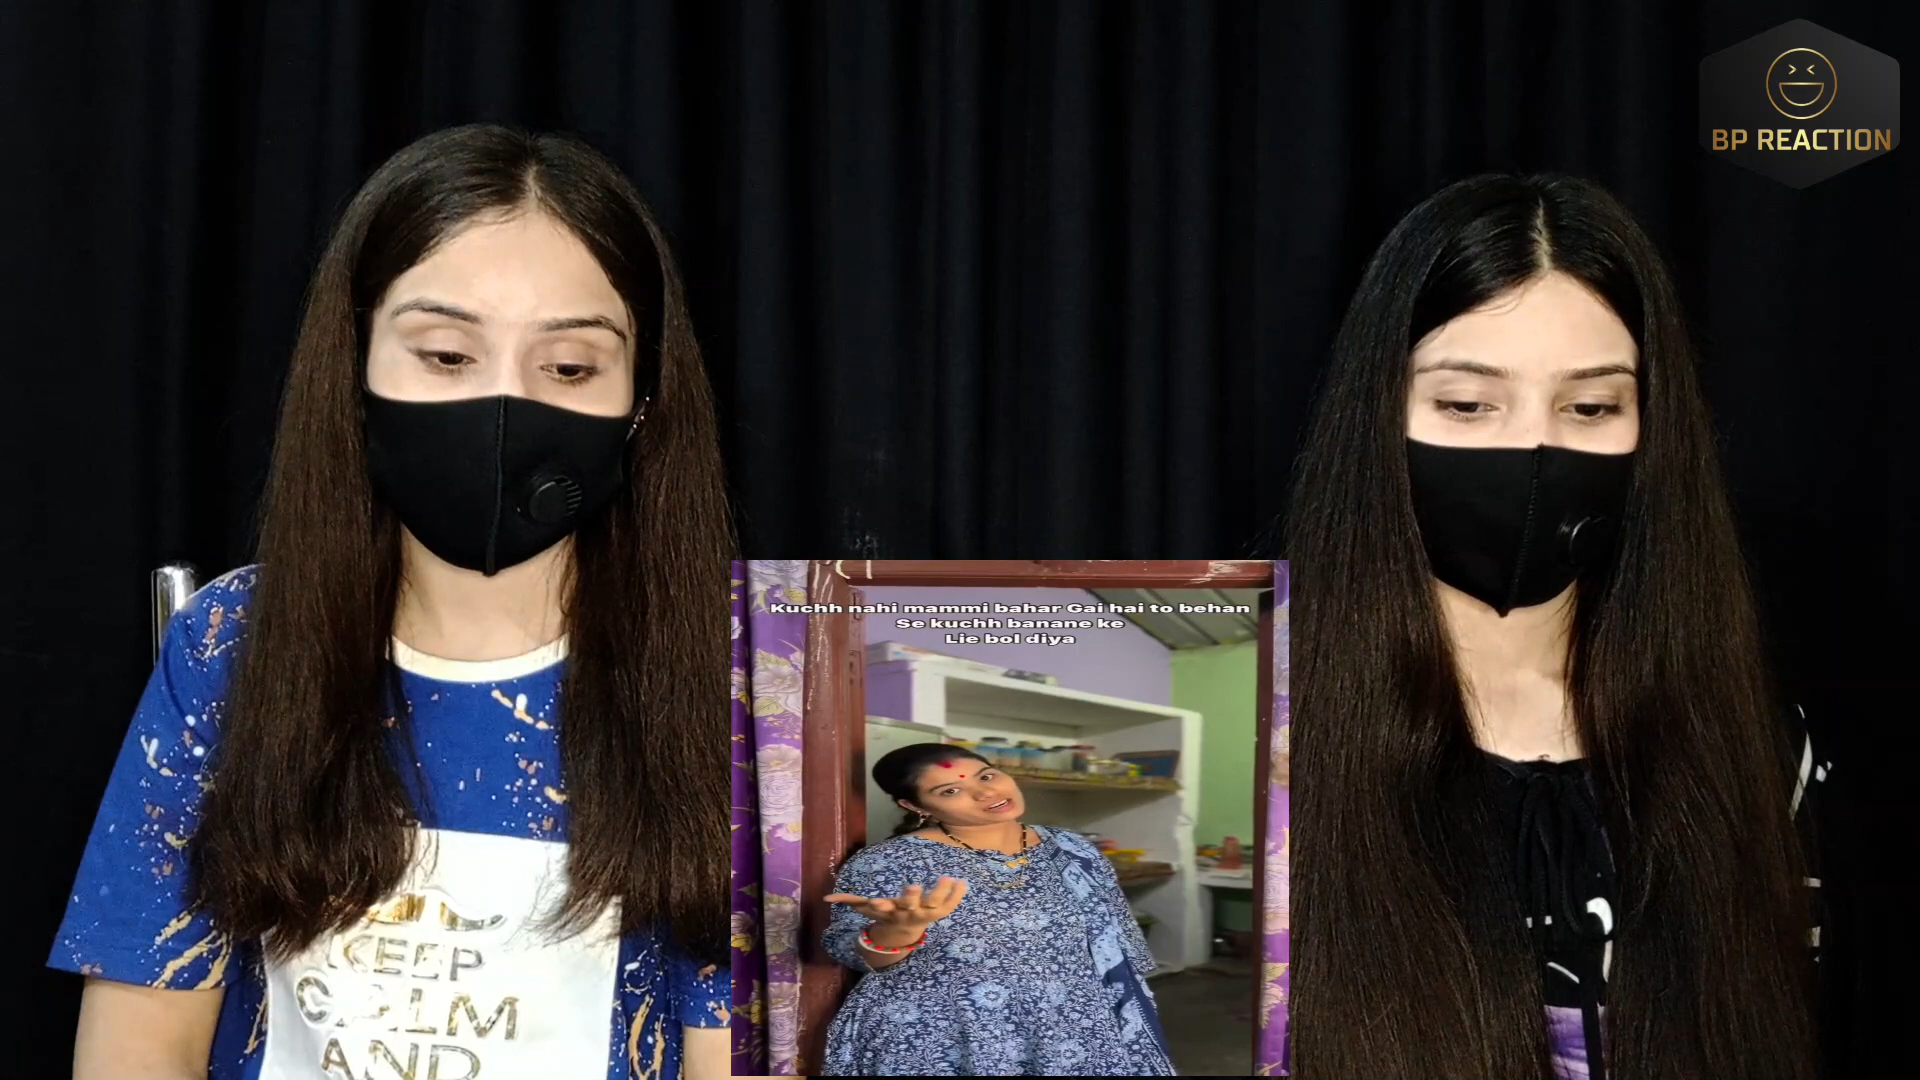 BP REACTION
Kuchh nahi mammi bahar Gai hai to behan
Se kuchh banane ke
Lie bol diya
KEEP
CALM
AND